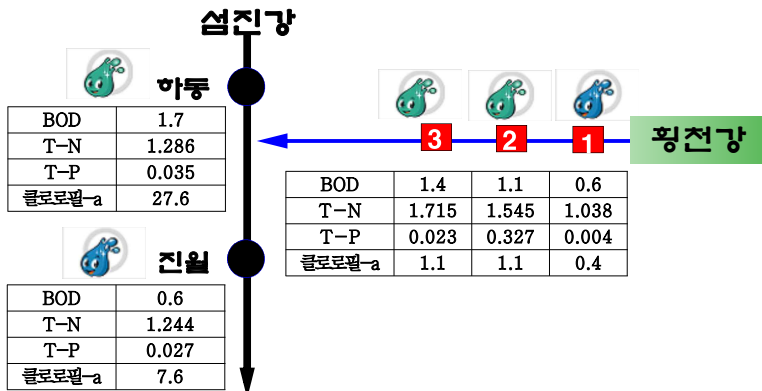 섬진강
하동
BOD 1.7
T-N 1.286
T-P 0.035
클로로필-a 27.6
3 2 1
횡천강
BOD 1.4 1.1 0.6
T-N 1.715 1.545 1.038
T-P 0.023 0.327 0.004
클로로필-a 1.1 1.1 0.4
진월
BOD 0.6
T-N 1.244
T-P 0.027
클로로필-a 7.6